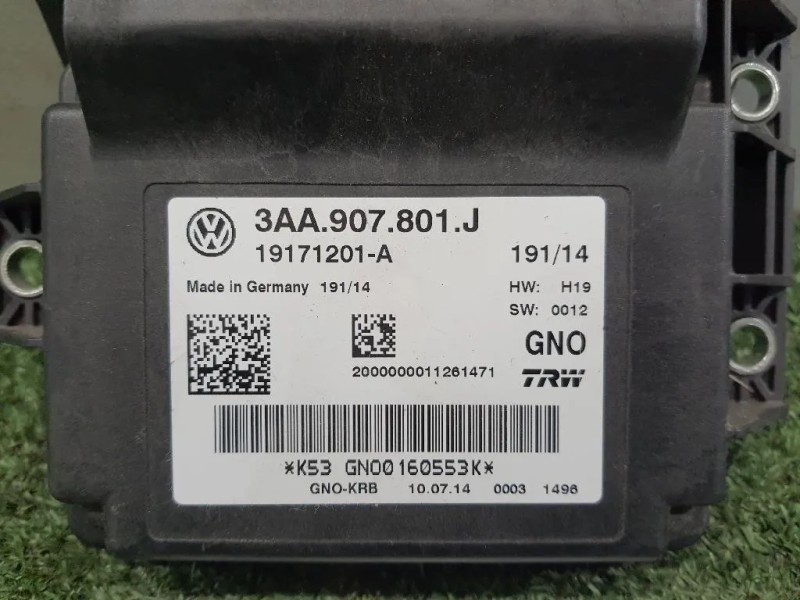 3AA.907.801.J
19171201-A 191/14
Made in Germany 191/14 HW: H19
SW: 0012
GNO
2000000011261471 TRW
*K53 GNO0160553K*
GNO-KRB 10.07.14 0003 1496